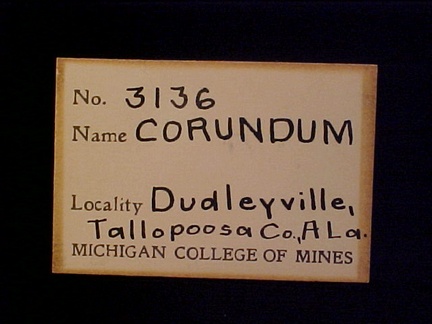 No. 3136
Name CORUNDUM
Locality Dudleyville,
Tallopoosa Co., ALa.
MICHIGAN COLLEGE OF MINES